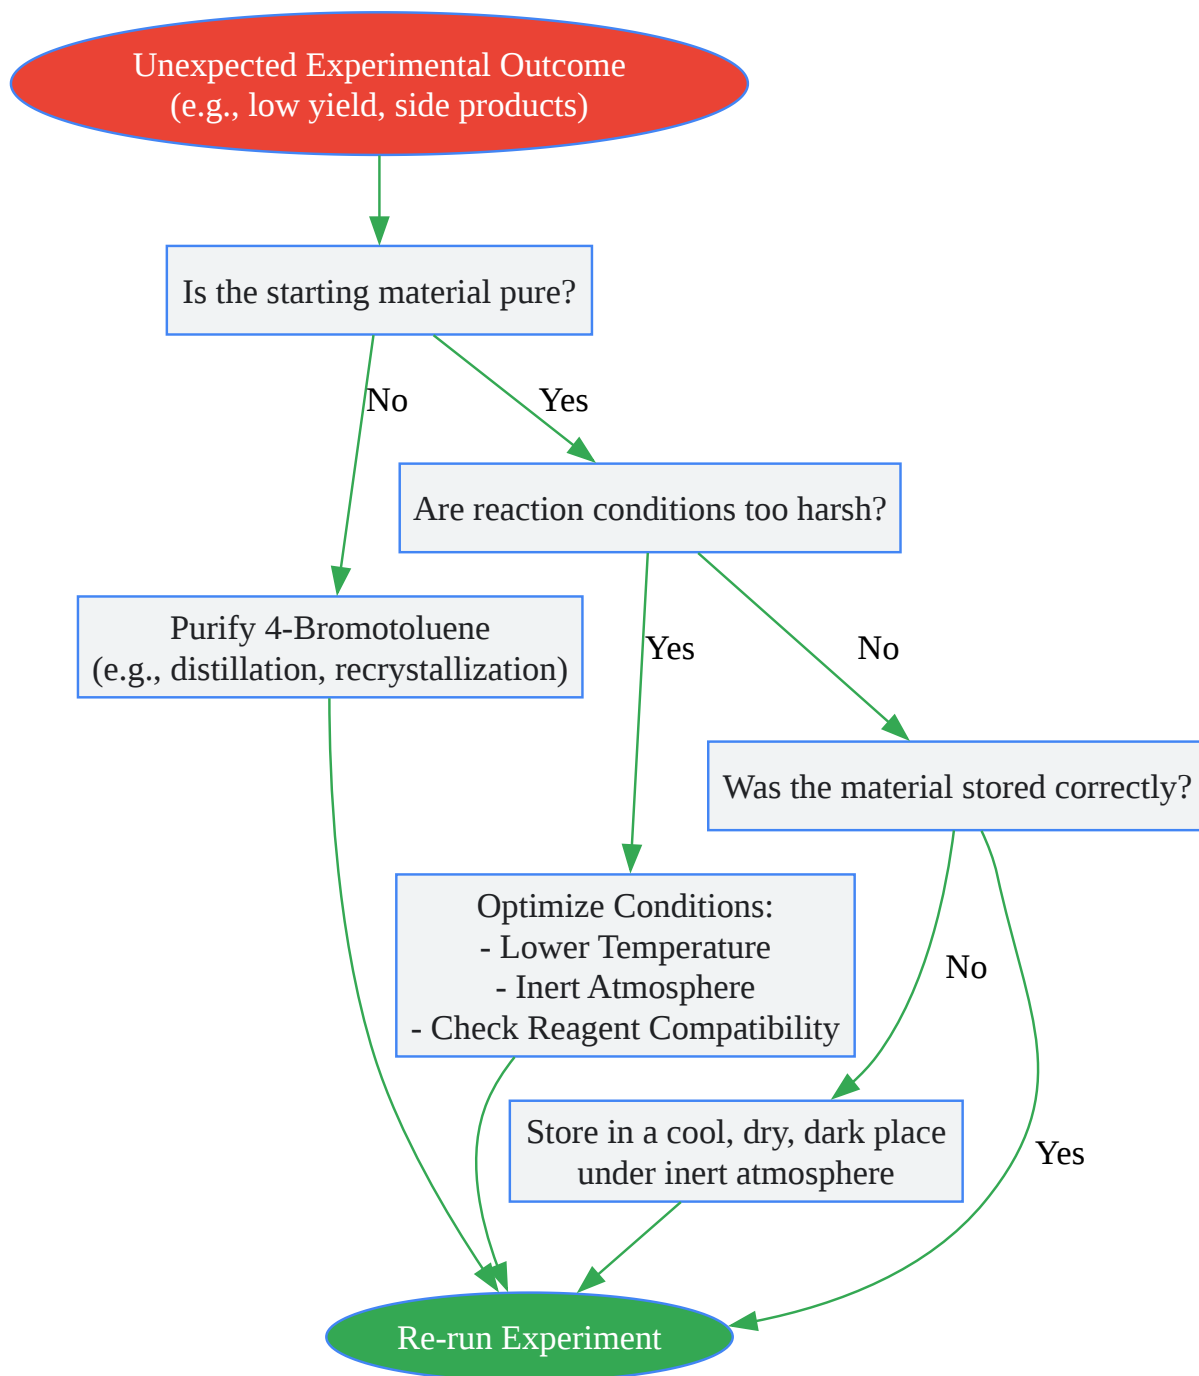 Unexpected Experimental Outcome
(e.g., low yield, side products)
Is the starting material pure?
No
Yes
Are reaction conditions too harsh?
Purify 4-Bromotoluene
(e.g., distillation, recrystallization)
Yes
No
Was the material stored correctly?
Optimize Conditions:
- Lower Temperature
- Inert Atmosphere
- Check Reagent Compatibility
No
Store in a cool, dry, dark place
under inert atmosphere
Yes
Re-run Experiment